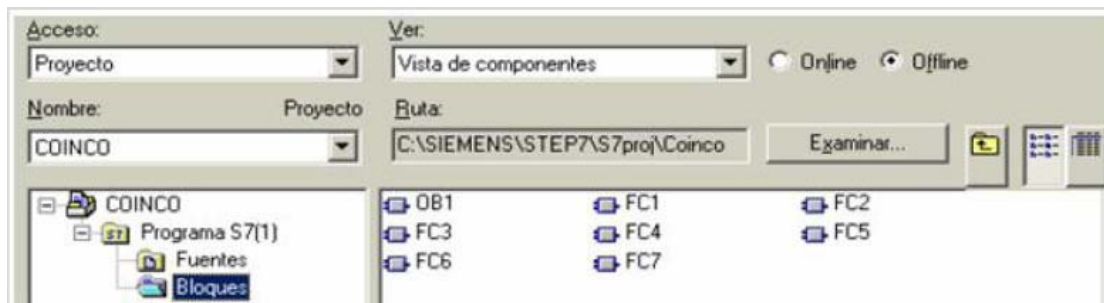 Acceso: Ver:
Proyecto Vista de componentes Online Offline
Nombre: Proyecto Ruta:
COINCO C:\SIEMENS\STEP7\S7proj\Coinco Examinar...
COINCO OB1 FC1 FC2
Programa S7(1) FC3 FC4 FC5
Fuentes FC6 FC7
Bloques